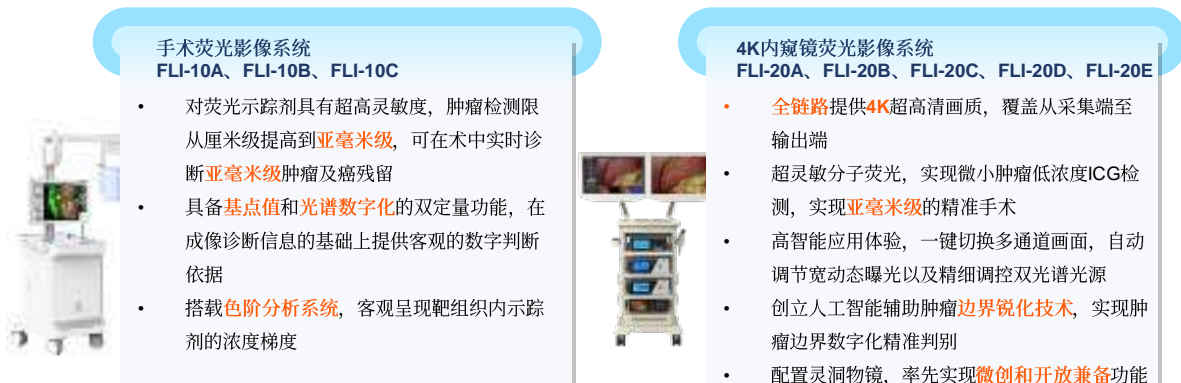 手术荧光影像系统
FLI-10A、FLI-10B、FLI-10C
• 对荧光示踪剂具有超高灵敏度，肿瘤检测限
从厘米级提高到亚毫米级，可在术中实时诊
断亚毫米级肿瘤及癌残留
• 具备基点值和光谱数字化的双定量功能，在
成像诊断信息的基础上提供客观的数字判断
依据
• 搭载色阶分析系统，客观呈现靶组织内示踪
剂的浓度梯度
4K内窥镜荧光影像系统
FLI-20A、FLI-20B、FLI-20C、FLI-20D、FLI-20E
• 全链路提供4K超高清画质，覆盖从采集端至
输出端
• 超灵敏分子荧光，实现微小肿瘤低浓度ICG检
测，实现亚毫米级的精准手术
• 高智能应用体验，一键切换多通道画面，自动
调节宽动态曝光以及精细调控双光谱光源
• 创立人工智能辅助肿瘤边界锐化技术，实现肿
瘤边界数字化精准判别
• 配置灵洞物镜，率先实现微创和开放兼备功能